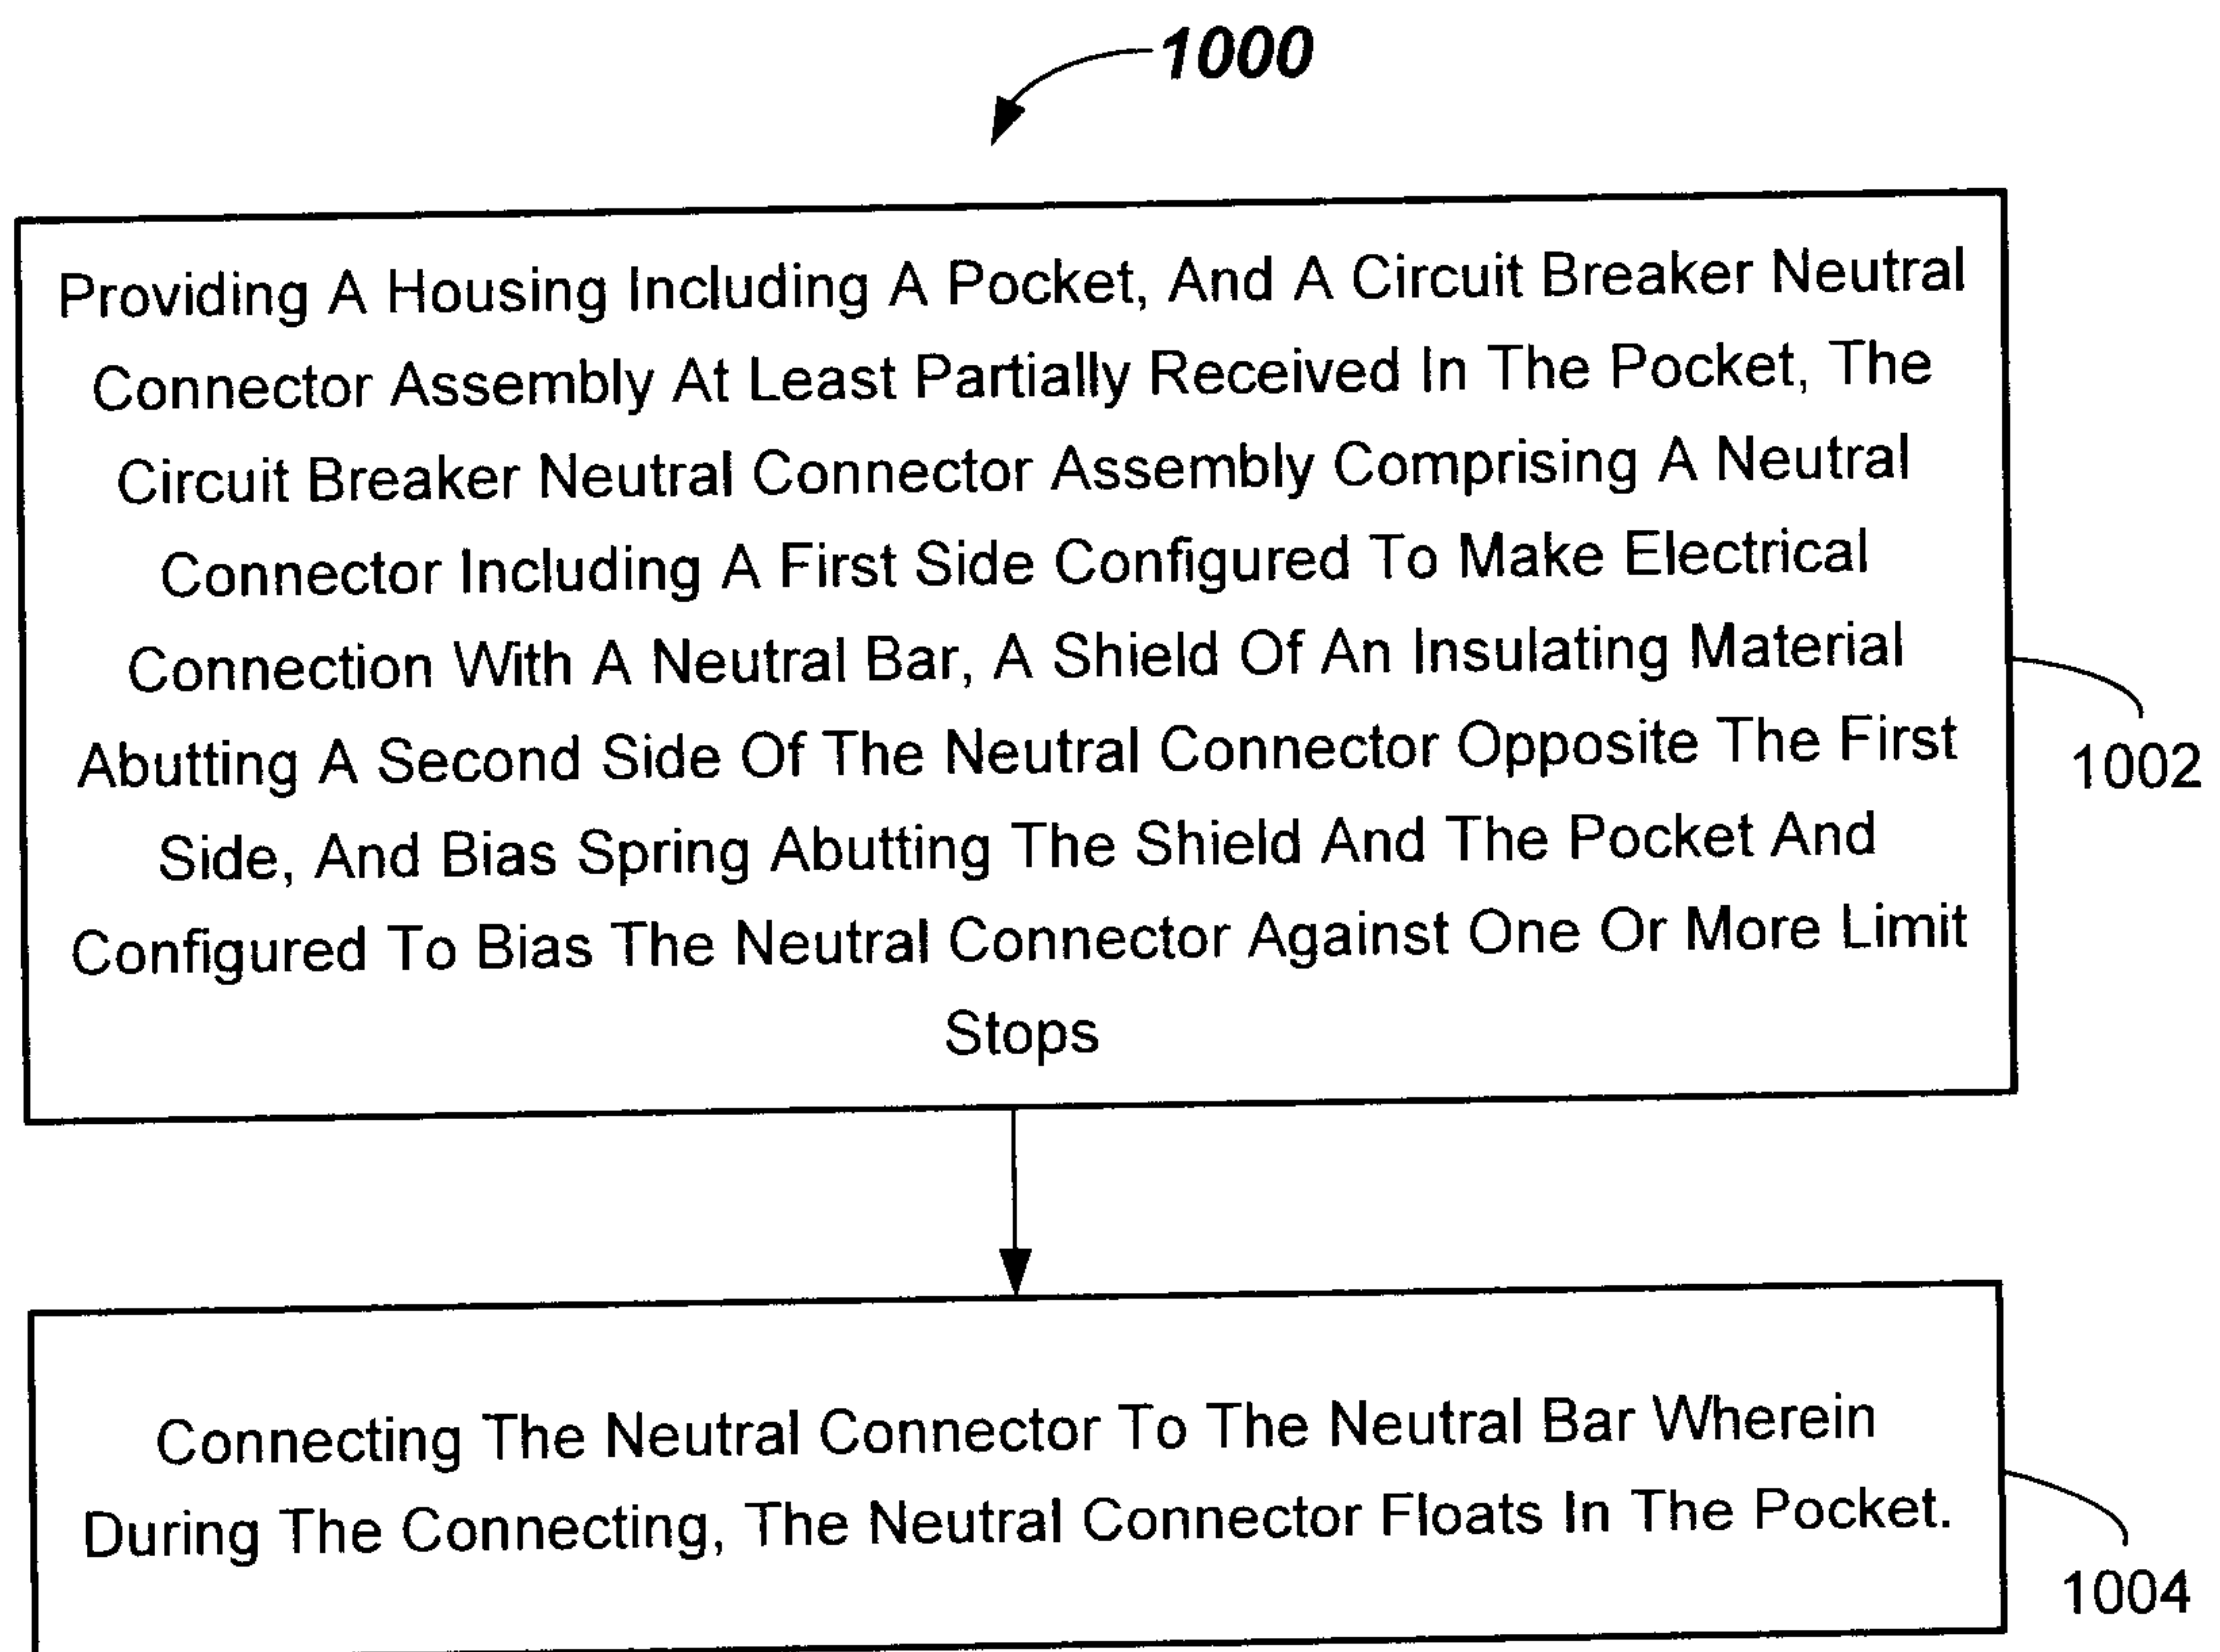 1000
Providing A Housing Including A Pocket, And A Circuit Breaker Neutral
Connector Assembly At Least Partially Received In The Pocket, The
Circuit Breaker Neutral Connector Assembly Comprising A Neutral
Connector Including A First Side Configured To Make Electrical
Connection With A Neutral Bar, A Shield Of An Insulating Material
Abutting A Second Side Of The Neutral Connector Opposite The First
Side, And Bias Spring Abutting The Shield And The Pocket And
Configured To Bias The Neutral Connector Against One Or More Limit
Stops
1002
Connecting The Neutral Connector To The Neutral Bar Wherein
During The Connecting, The Neutral Connector Floats In The Pocket.
1004